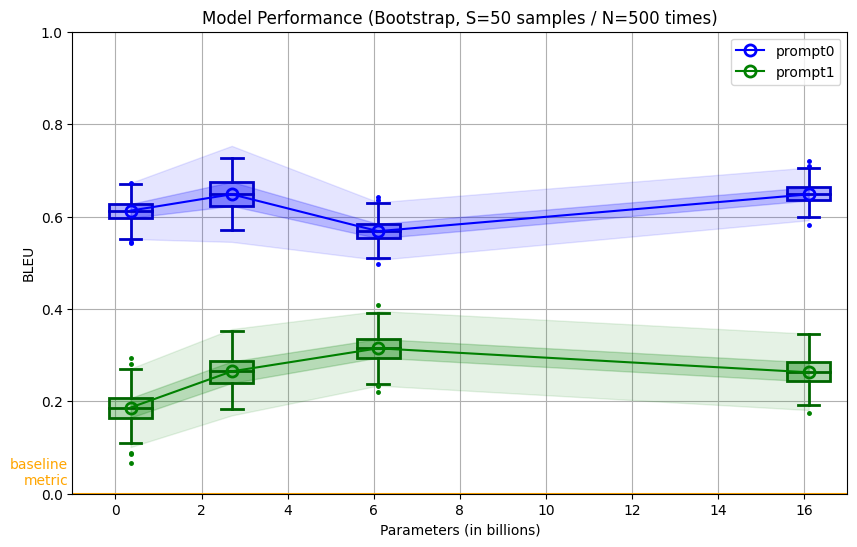 Model Performance (Bootstrap, S=50 samples / N=500 times)
prompt0
prompt1
1.0
0.8
0.6
0.4
0.2
0.0
BLEU
baseline
metric
0
2
4
6
8
10
12
14
16
Parameters (in billions)